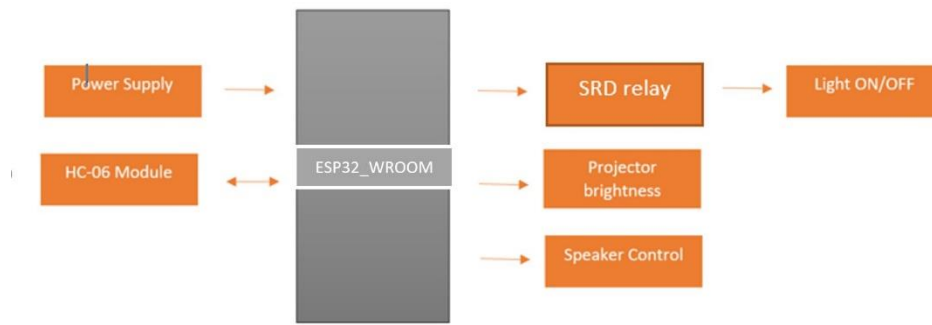 Power Supply
SRD relay
Light ON/OFF
HC-06 Module
ESP32_WROOM
Projector
brightness
Speaker Control